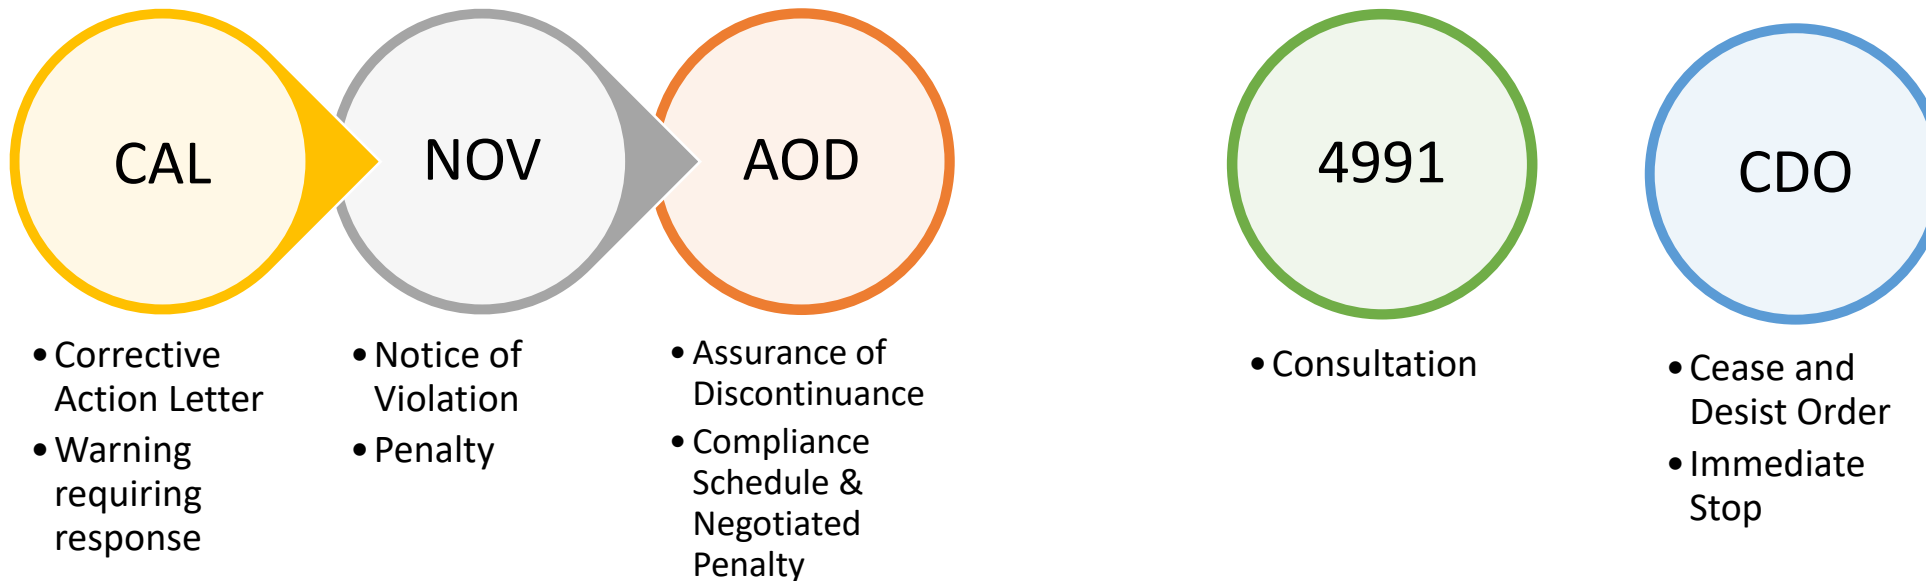 CAL
NOV
AOD
4991
CDO
• Corrective
Action Letter
• Warning
requiring
response
• Notice of
Violation
• Penalty
• Assurance of
Discontinuance
• Compliance
Schedule &
Negotiated
Penalty
• Consultation
• Cease and
Desist Order
• Immediate
Stop